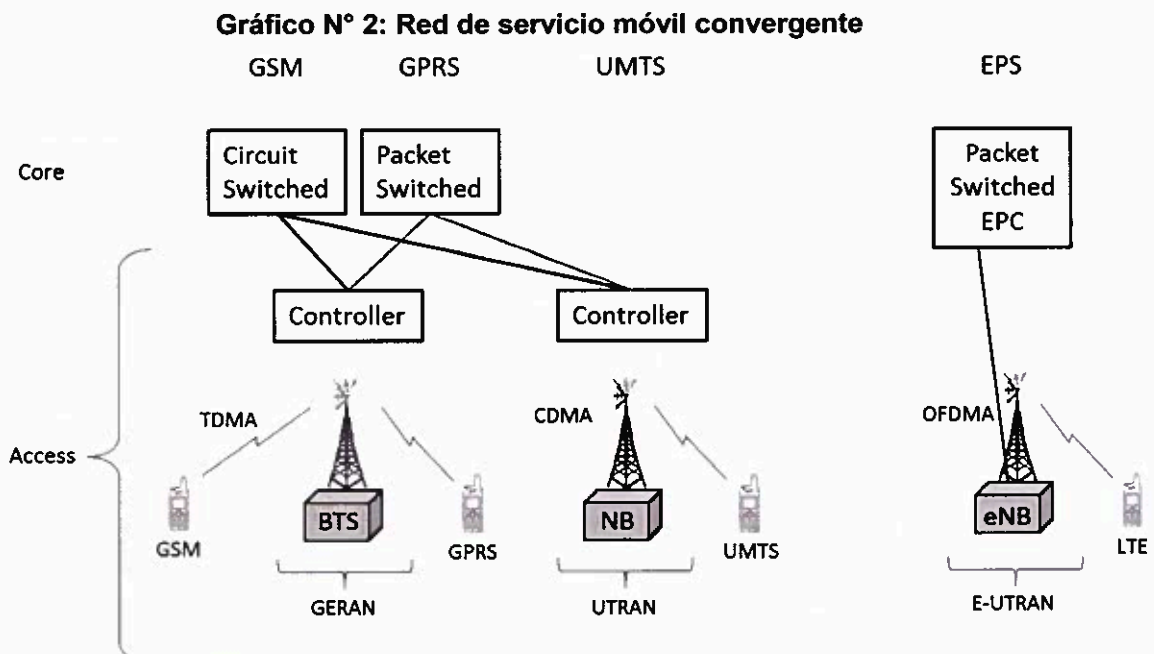 Gráfico N° 2: Red de servicio móvil convergente
GSM
GPRS
UMTS
EPS
Core
Circuit
Switched
Packet
Switched
Packet
Switched
EPC
Controller
Controller
Access
TDMA
CDMA
OFDMA
GSM
BTS
GPRS
NB
UMTS
eNB
LTE
GERAN
UTRAN
E-UTRAN